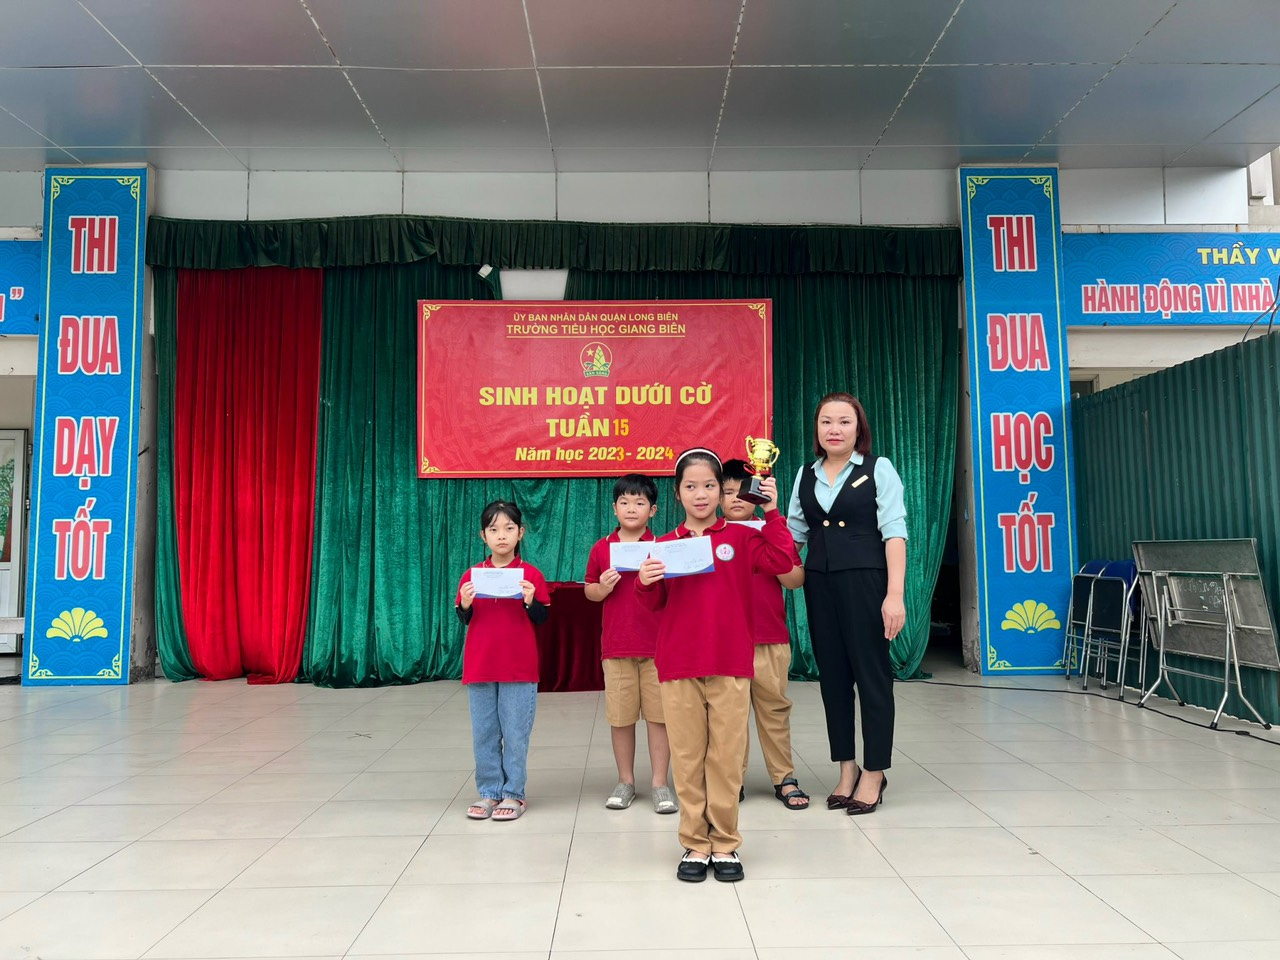 THI
ĐUA
DẠY
TỐT
ỦY BAN NHÂN DÂN QUẬN LONG BIÊN
TRƯỜNG TIỂU HỌC GIANG BIÊN
SINH HOẠT DƯỚI CỜ
TUẦN 15
Năm học 2023- 2024
THI
ĐUA
HỌC
TỐT
THẦY
HÀNH ĐỘNG VÌ NHÀ